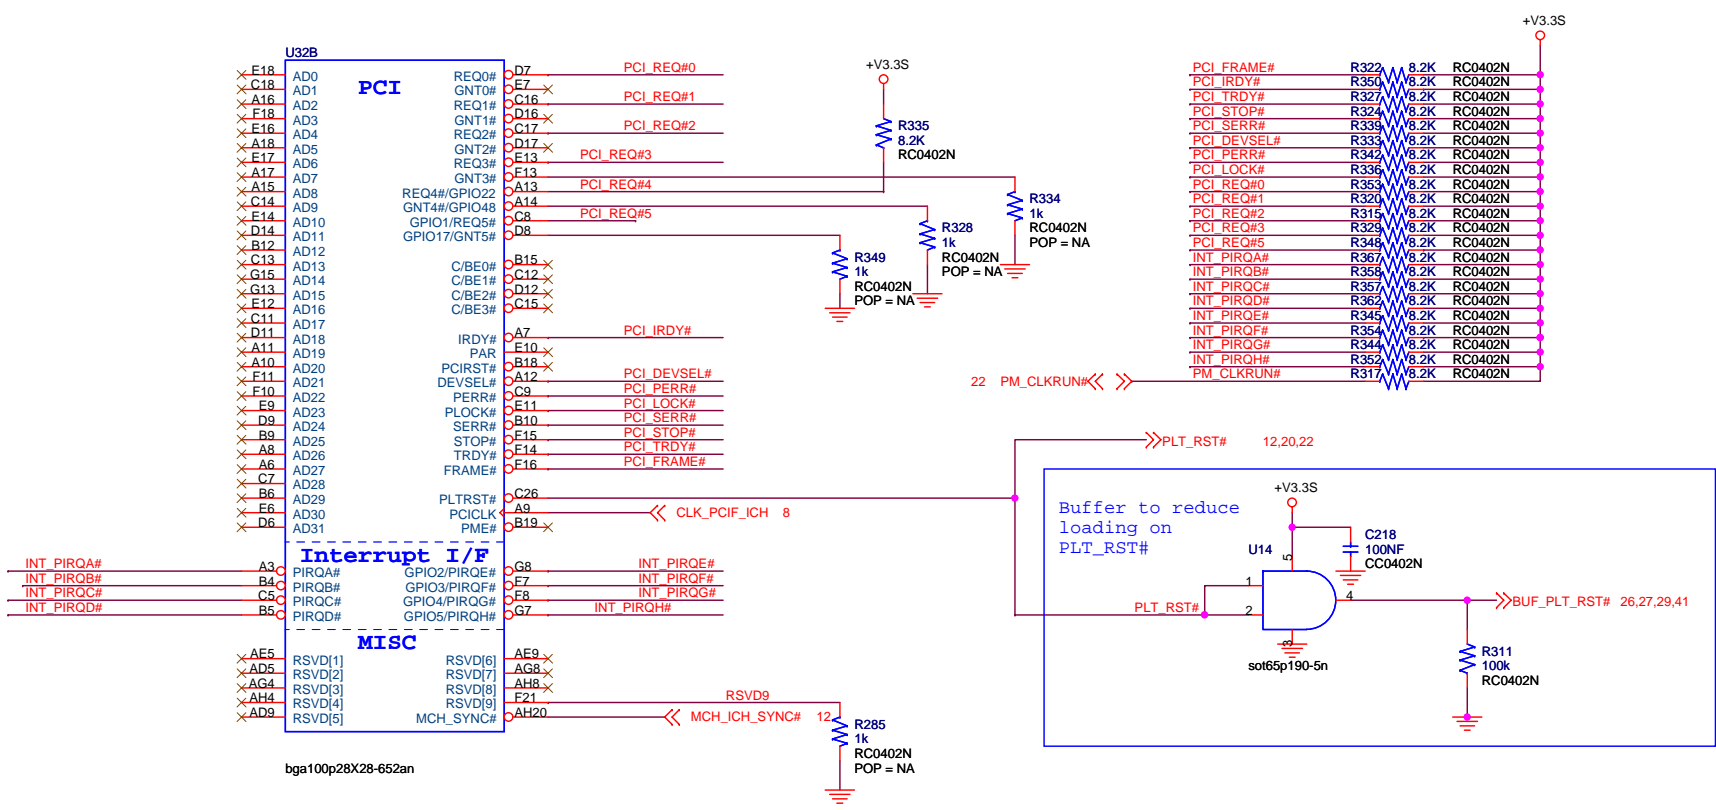 U32B
PCI
E18 AD0
C18 AD1
A16 AD2
F18 AD3
E16 AD4
A18 AD5
E17 AD6
A17 AD7
A15 AD8
C14 AD9
E14 AD10
D14 AD11
B12 AD12
C13 AD13
G15 AD14
G13 AD15
E12 AD16
C11 AD17
D11 AD18
A11 AD19
A10 AD20
F11 AD21
F10 AD22
E9 AD23
D9 AD24
B9 AD25
A8 AD26
A6 AD27
C7 AD28
B6 AD29
E6 AD30
D6 AD31
REQ0# D7 PCI_REQ#0
GNT0# E7
REQ1# C16 PCI_REQ#1
GNT1# D16
REQ2# C17 PCI_REQ#2
GNT2# D17
REQ3# E13 PCI_REQ#3
GNT3# F13
REQ4#/GPIO22 A13 PCI_REQ#4
GNT4#/GPIO48 A14
GPIO1/REQ5# C8 PCI_REQ#5
GPIO17/GNT5# D8
C/BE0# B15
C/BE1# C12
C/BE2# D12
C/BE3# C15
IRDY# A7 PCI_IRDY#
PAR E10
PCIRST# B18
DEVSEL# A12 PCI_DEVSEL#
PERR# C9 PCI_PERR#
PLOCK# E11 PCI_LOCK#
SERR# B10 PCI_SERR#
STOP# F15 PCI_STOP#
TRDY# F14 PCI_TRDY#
FRAME# F16 PCI_FRAME#
PLTRST# C26
PCICLK A9 CLK_PCIF_ICH 8
PME# B19
Interrupt I/F
INT_PIRQA# A3 PIRQA#
INT_PIRQB# B4 PIRQB#
INT_PIRQC# C5 PIRQC#
INT_PIRQD# B5 PIRQD#
GPIO2/PIRQE# G8 INT_PIRQE#
GPIO3/PIRQF# F7 INT_PIRQF#
GPIO4/PIRQG# F8 INT_PIRQG#
GPIO5/PIRQH# G7 INT_PIRQH#
MISC
AE5 RSVD[1]
AD5 RSVD[2]
AG4 RSVD[3]
AH4 RSVD[4]
AD9 RSVD[5]
RSVD[6] AE9
RSVD[7] AG8
RSVD[8] AH8
RSVD[9] F21 RSVD9
MCH_SYNC# AH20 MCH_ICH_SYNC# 12
bga100p28X28-652an
+V3.3S
R335
8.2K
RC0402N
R334
1k
RC0402N
POP = NA
R328
1k
RC0402N
POP = NA
R349
1k
RC0402N
POP = NA
R285
1k
RC0402N
POP = NA
+V3.3S
PCI_FRAME# R322 8.2K RC0402N
PCI_IRDY# R350 8.2K RC0402N
PCI_TRDY# R327 8.2K RC0402N
PCI_STOP# R324 8.2K RC0402N
PCI_SERR# R339 8.2K RC0402N
PCI_DEVSEL# R333 8.2K RC0402N
PCI_PERR# R342 8.2K RC0402N
PCI_LOCK# R336 8.2K RC0402N
PCI_REQ#0 R353 8.2K RC0402N
PCI_REQ#1 R320 8.2K RC0402N
PCI_REQ#2 R315 8.2K RC0402N
PCI_REQ#3 R329 8.2K RC0402N
PCI_REQ#5 R348 8.2K RC0402N
INT_PIRQA# R367 8.2K RC0402N
INT_PIRQB# R358 8.2K RC0402N
INT_PIRQC# R357 8.2K RC0402N
INT_PIRQD# R362 8.2K RC0402N
INT_PIRQE# R345 8.2K RC0402N
INT_PIRQF# R354 8.2K RC0402N
INT_PIRQG# R344 8.2K RC0402N
INT_PIRQH# R352 8.2K RC0402N
22 PM_CLKRUN# PM_CLKRUN# R317 8.2K RC0402N
PLT_RST# 12,20,22
Buffer to reduce
loading on
PLT_RST#
+V3.3S
C218
100NF
CC0402N
U14
5
1
2
4
3
PLT_RST#
sot65p190-5n
BUF_PLT_RST# 26,27,29,41
R311
100k
RC0402N